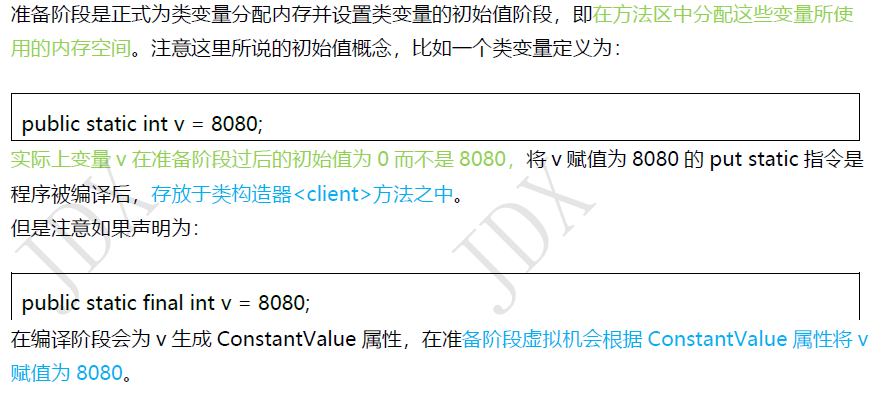 准备阶段是正式为类变量分配内存并设置类变量的初始值阶段，即在方法区中分配这些变量所使
用的内存空间。注意这里所说的初始值概念，比如一个类变量定义为：
public static int v = 8080;
实际上变量 v 在准备阶段过后的初始值为 0 而不是 8080，将 v 赋值为 8080 的 put static 指令是
程序被编译后，存放于类构造器<client>方法之中。
但是注意如果声明为：
public static final int v = 8080;
在编译阶段会为 v 生成 ConstantValue 属性，在准备阶段虚拟机会根据 ConstantValue 属性将 v
赋值为 8080。
JDX
JDX